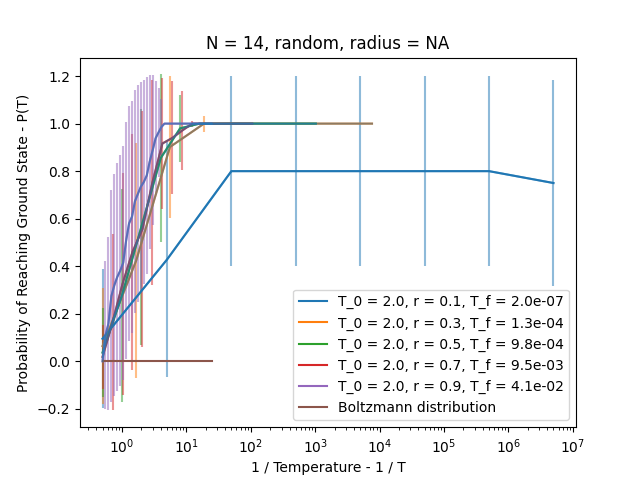 N = 14, random, radius = NA
Probability of Reaching Ground State - P(T)
1.2
1.0
0.8
0.6
0.4
0.2
0.0
−0.2
T_0 = 2.0, r = 0.1, T_f = 2.0e-07
T_0 = 2.0, r = 0.3, T_f = 1.3e-04
T_0 = 2.0, r = 0.5, T_f = 9.8e-04
T_0 = 2.0, r = 0.7, T_f = 9.5e-03
T_0 = 2.0, r = 0.9, T_f = 4.1e-02
Boltzmann distribution
10⁰ 10¹ 10² 10³ 10⁴ 10⁵ 10⁶ 10⁷
1 / Temperature - 1 / T